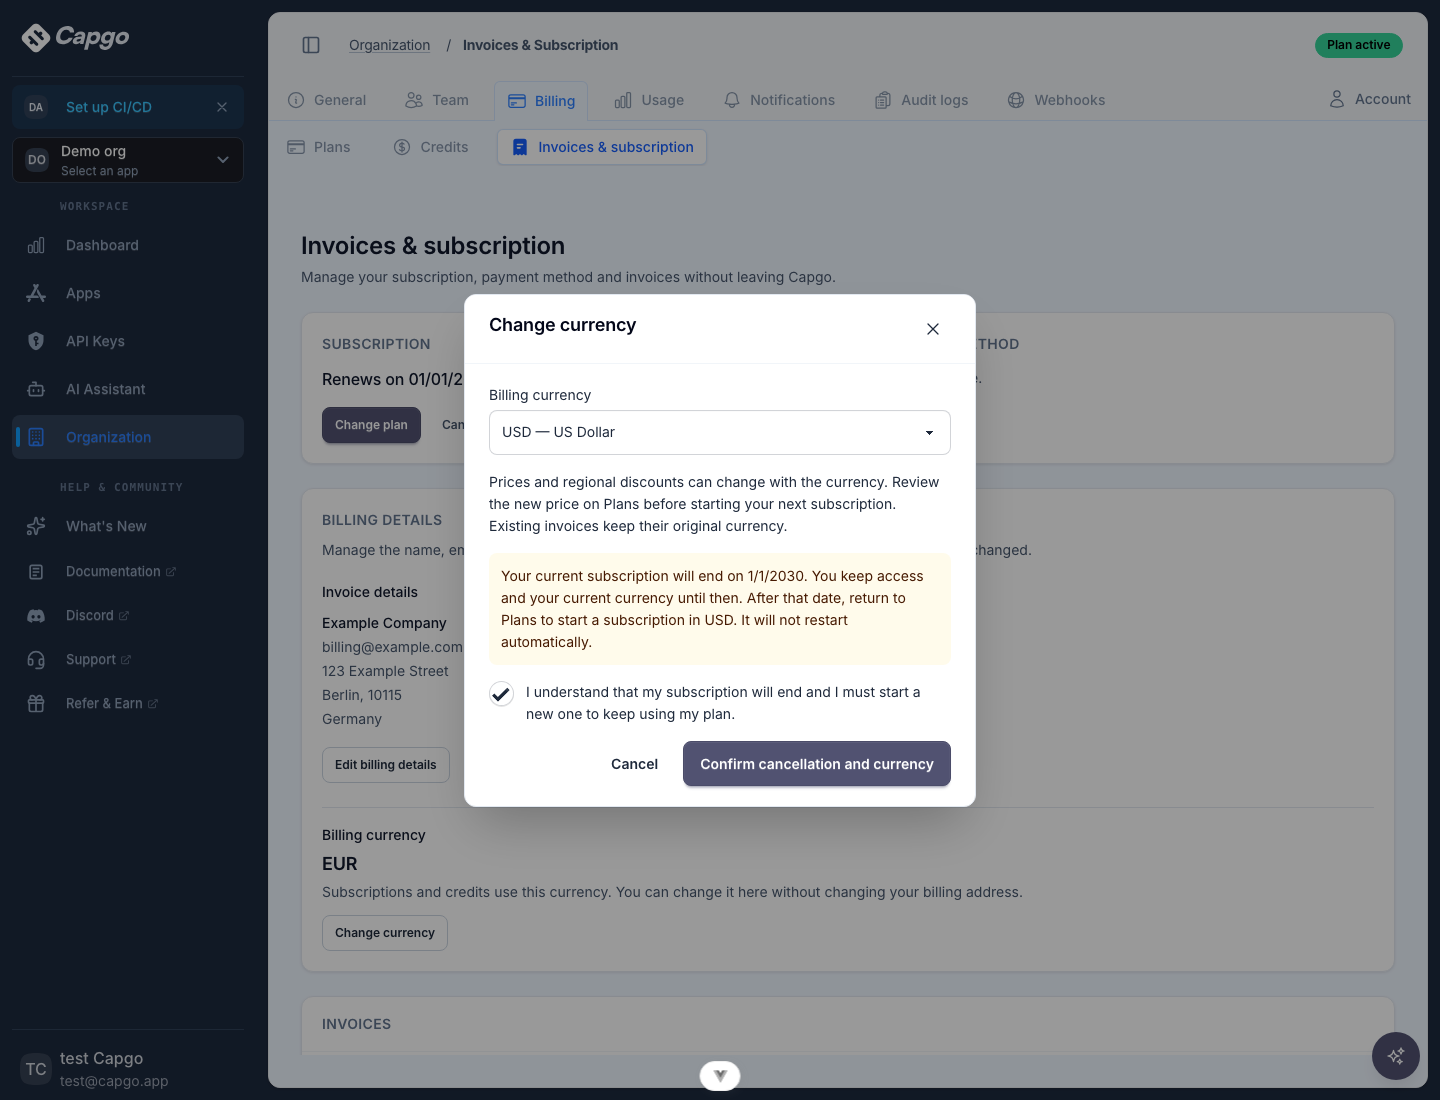 Capgo
DA Set up CI/CD
DO Demo org
Select an app
WORKSPACE
Dashboard
Apps
API Keys
AI Assistant
Organization
HELP & COMMUNITY
What's New
Documentation
Discord
Support
Refer & Earn
TC test Capgo
test@capgo.app
Organization / Invoices & Subscription
Plan active
General Team Billing Usage Notifications Audit logs Webhooks Account
Plans Credits Invoices & subscription
Invoices & subscription
Manage your subscription, payment method and invoices without leaving Capgo.
SUBSCRIPTION
Renews on 01/01/2
Change plan
BILLING DETAILS
Manage the name,
changed.
Invoice details
Example Company
billing@example.com
123 Example Street
Berlin, 10115
Germany
Edit billing details
Change currency
Billing currency
USD — US Dollar
Prices and regional discounts can change with the currency. Review
the new price on Plans before starting your next subscription.
Existing invoices keep their original currency.
Your current subscription will end on 1/1/2030. You keep access
and your current currency until then. After that date, return to
Plans to start a subscription in USD. It will not restart
automatically.
I understand that my subscription will end and I must start a
new one to keep using my plan.
Cancel Confirm cancellation and currency
Billing currency
EUR
Subscriptions and credits use this currency. You can change it here without changing your billing address.
Change currency
INVOICES